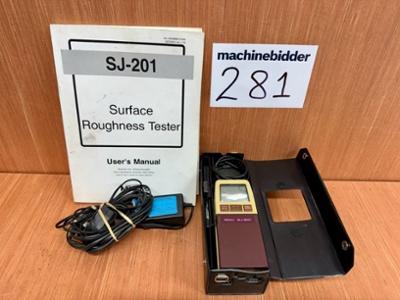 SJ-201
Surface
Roughness Tester
User's Manual
machinebidder
281